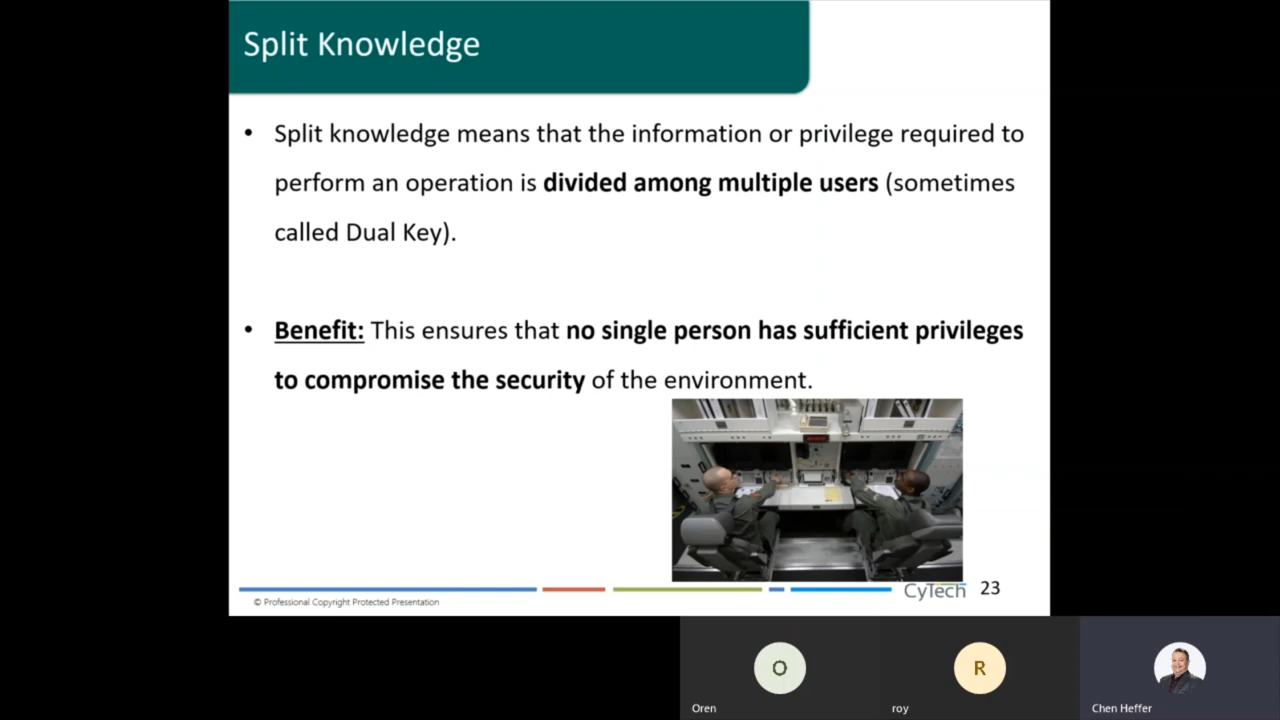 Split Knowledge
• Split knowledge means that the information or privilege required to
perform an operation is divided among multiple users (sometimes
called Dual Key).
• Benefit: This ensures that no single person has sufficient privileges
to compromise the security of the environment.
CyTech 23
© Professional Copyright Protected Presentation
O
R
Oren
roy
Chen Heffer